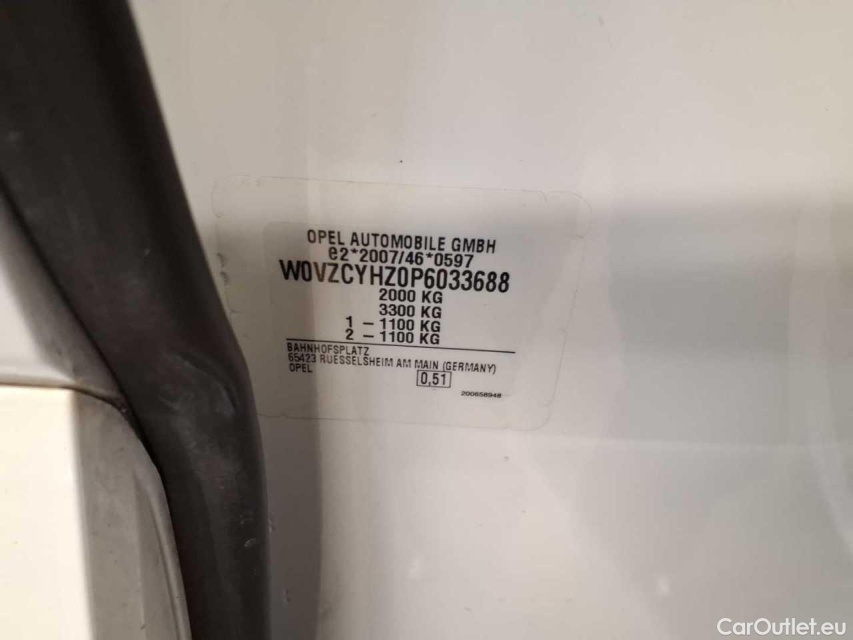 OPEL AUTOMOBILE GMBH
e2*2007/46*0597
W0VZCYHZ0P6033688
2000 KG
3300 KG
1 – 1100 KG
2 – 1100 KG
BAHNHOFSPLATZ
65423 RUESSELSHEIM AM MAIN (GERMANY)
OPEL
0,51
200658948
CarOutlet.eu